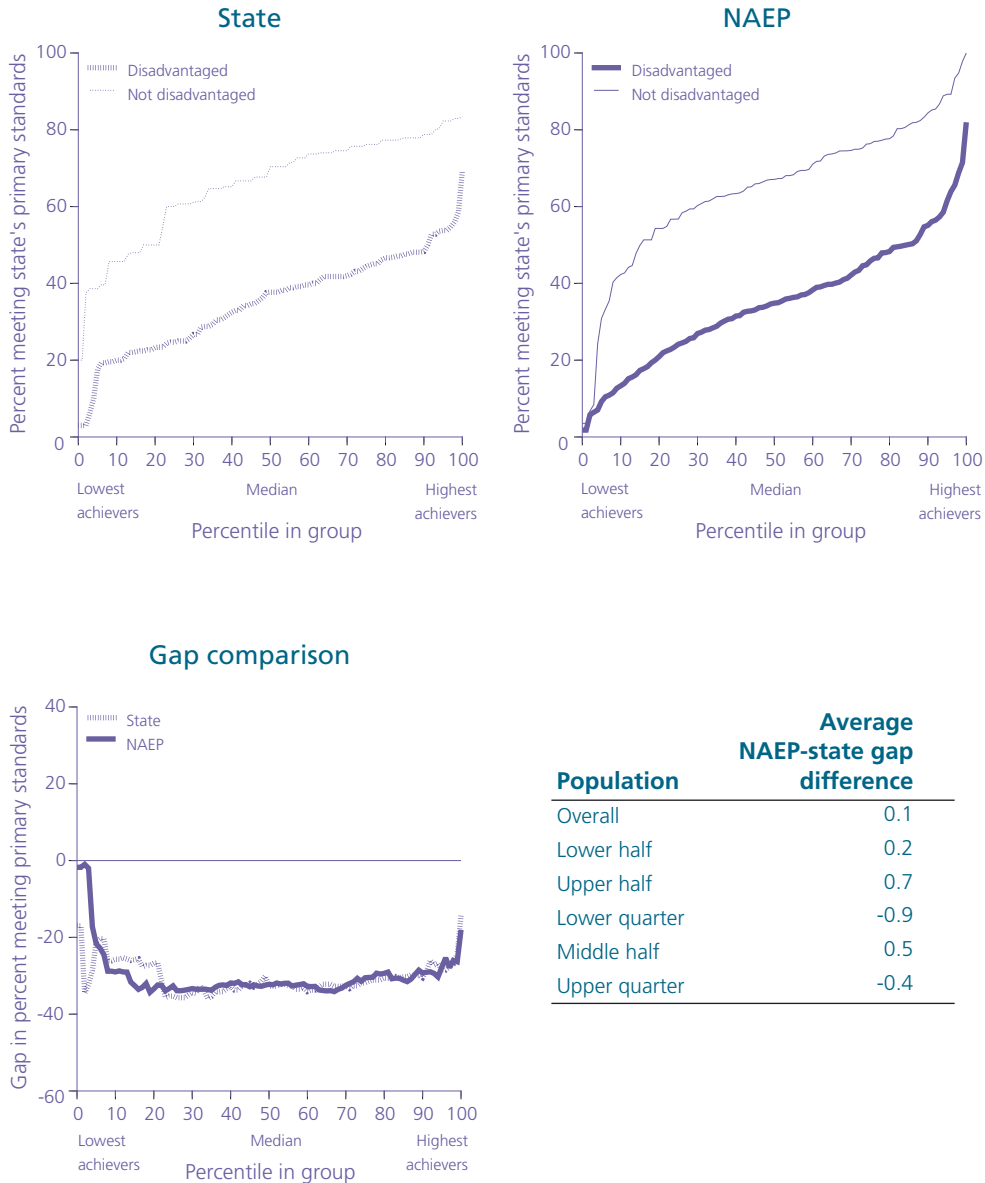 State
Percent meeting state's primary standards
100
80
60
40
20
0
Disadvantaged
Not disadvantaged
0 10 20 30 40 50 60 70 80 90 100
Lowest achievers
Median
Highest achievers
Percentile in group
NAEP
Percent meeting state's primary standards
100
80
60
40
20
0
Disadvantaged
Not disadvantaged
0 10 20 30 40 50 60 70 80 90 100
Lowest achievers
Median
Highest achievers
Percentile in group
Gap comparison
Gap in percent meeting primary standards
40
20
0
-20
-40
-60
State
NAEP
0 10 20 30 40 50 60 70 80 90 100
Lowest achievers
Median
Highest achievers
Percentile in group
Average
NAEP-state gap
Population difference
Overall 0.1
Lower half 0.2
Upper half 0.7
Lower quarter -0.9
Middle half 0.5
Upper quarter -0.4